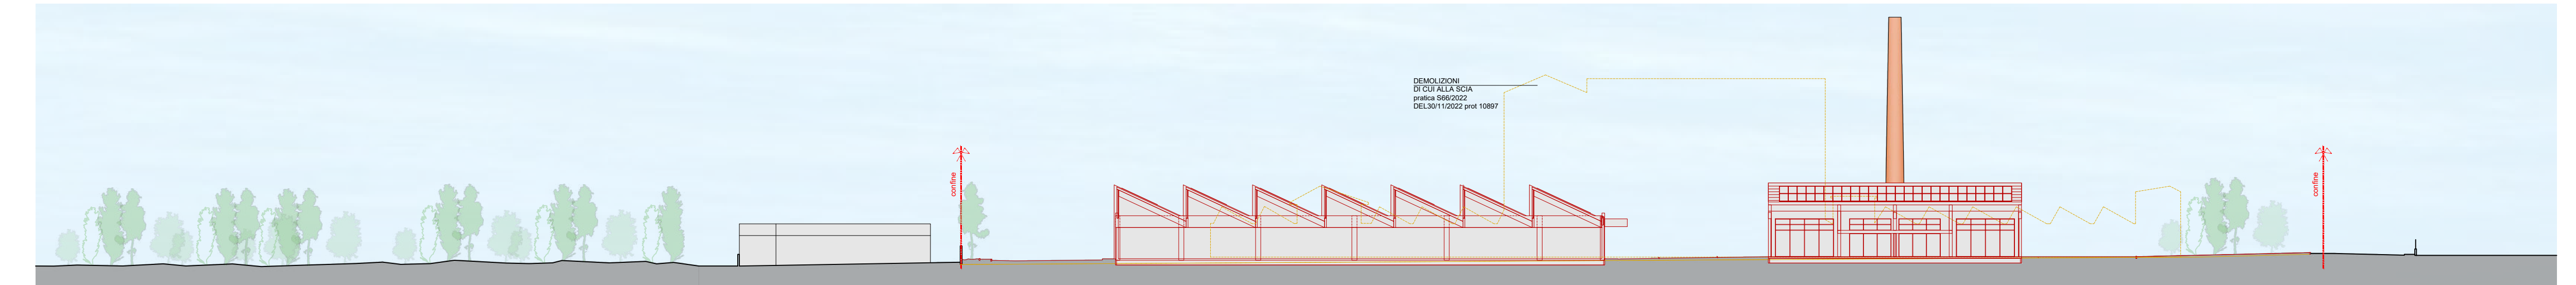 DEMOLIZIONI
DI CUI ALLA SCIA
pratica S66/2022
DEL30/11/2022 prot 10897
confine
confine